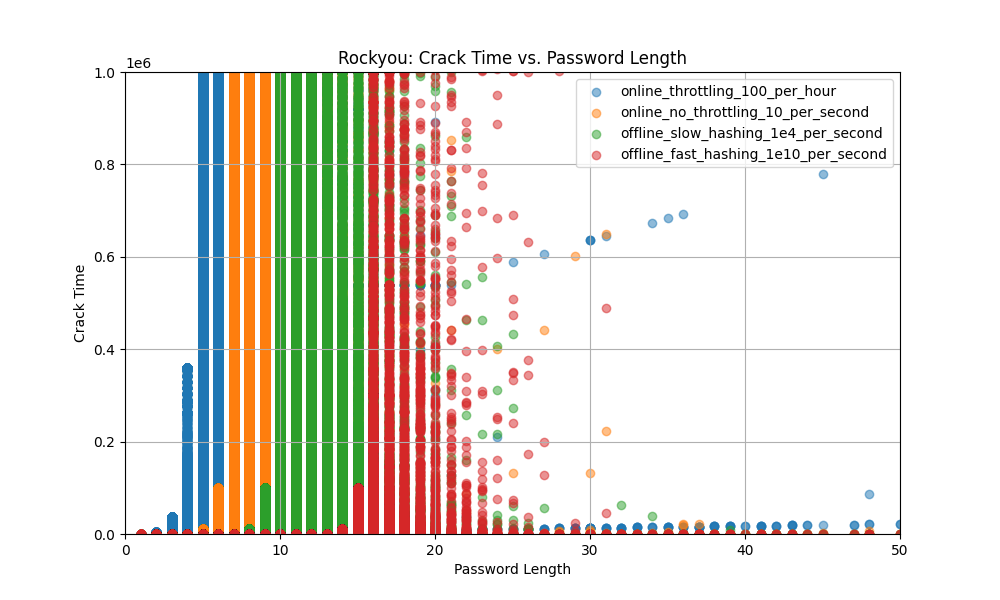 Rockyou: Crack Time vs. Password Length
1e6
1.0
0.8
0.6
0.4
0.2
0.0
Crack Time
online_throttling_100_per_hour
online_no_throttling_10_per_second
offline_slow_hashing_1e4_per_second
offline_fast_hashing_1e10_per_second
0 10 20 30 40 50
Password Length